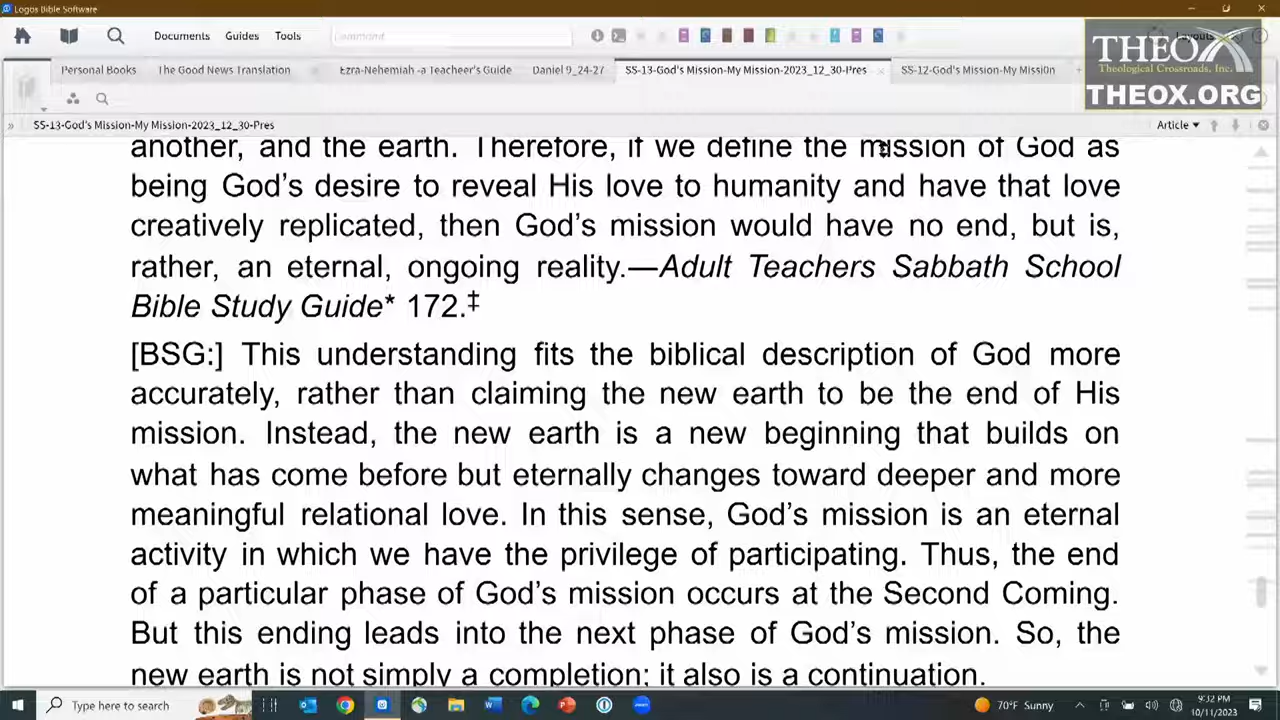 Logos Bible Software
Documents Guides Tools Command
THEOX
Theological Crossroads, Inc.
THEOX.ORG
Personal Books The Good News Translation Daniel 9_24-27 SS-13-God's Mission-My Mission-2023_12_30-Pres SS-12-God's Mission-My Missi0n
SS-13-God's Mission-My Mission-2023_12_30-Pres Article
another, and the earth. Therefore, if we define the mission of God as
being God's desire to reveal His love to humanity and have that love
creatively replicated, then God's mission would have no end, but is,
rather, an eternal, ongoing reality.—Adult Teachers Sabbath School
Bible Study Guide* 172.‡
[BSG:] This understanding fits the biblical description of God more
accurately, rather than claiming the new earth to be the end of His
mission. Instead, the new earth is a new beginning that builds on
what has come before but eternally changes toward deeper and more
meaningful relational love. In this sense, God's mission is an eternal
activity in which we have the privilege of participating. Thus, the end
of a particular phase of God's mission occurs at the Second Coming.
But this ending leads into the next phase of God's mission. So, the
new earth is not simply a completion; it also is a continuation.
Type here to search 70°F Sunny 9:32 PM
10/11/2023